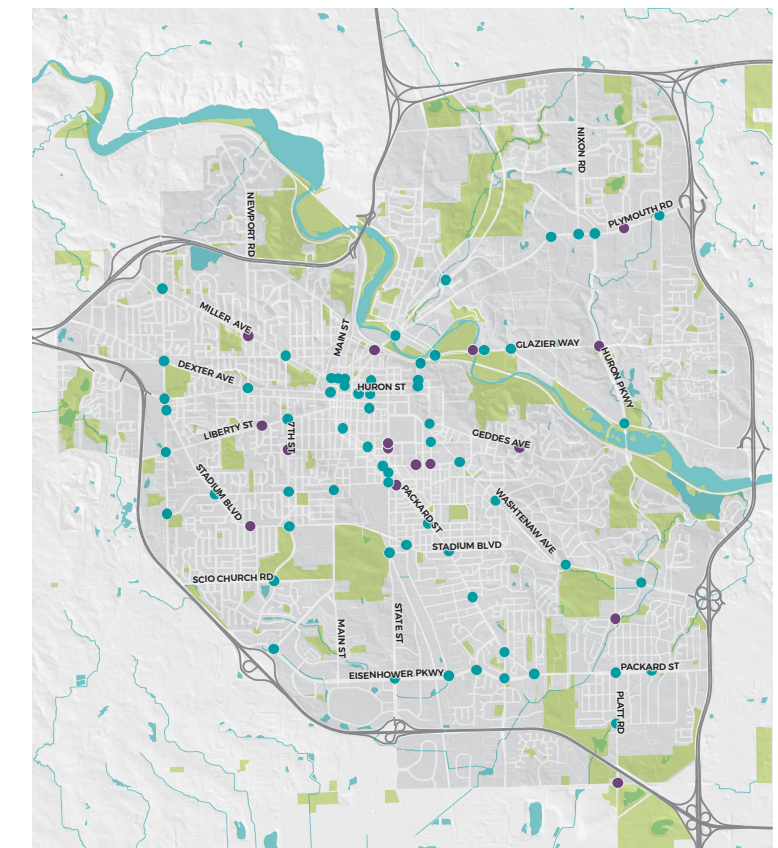 NIXON RD
PLYMOUTH RD
NEWPORT RD
MILLER AVE
MAIN ST
GLAZIER WAY
HURON PKWY
DEXTER AVE
HURON ST
LIBERTY ST
7TH ST
GEDDES AVE
STADIUM BLVD
PACKARD ST
WASHTENAW AVE
STADIUM BLVD
SCIO CHURCH RD
MAIN ST
STATE ST
EISENHOWER PKWY
PACKARD ST
PLATT RD